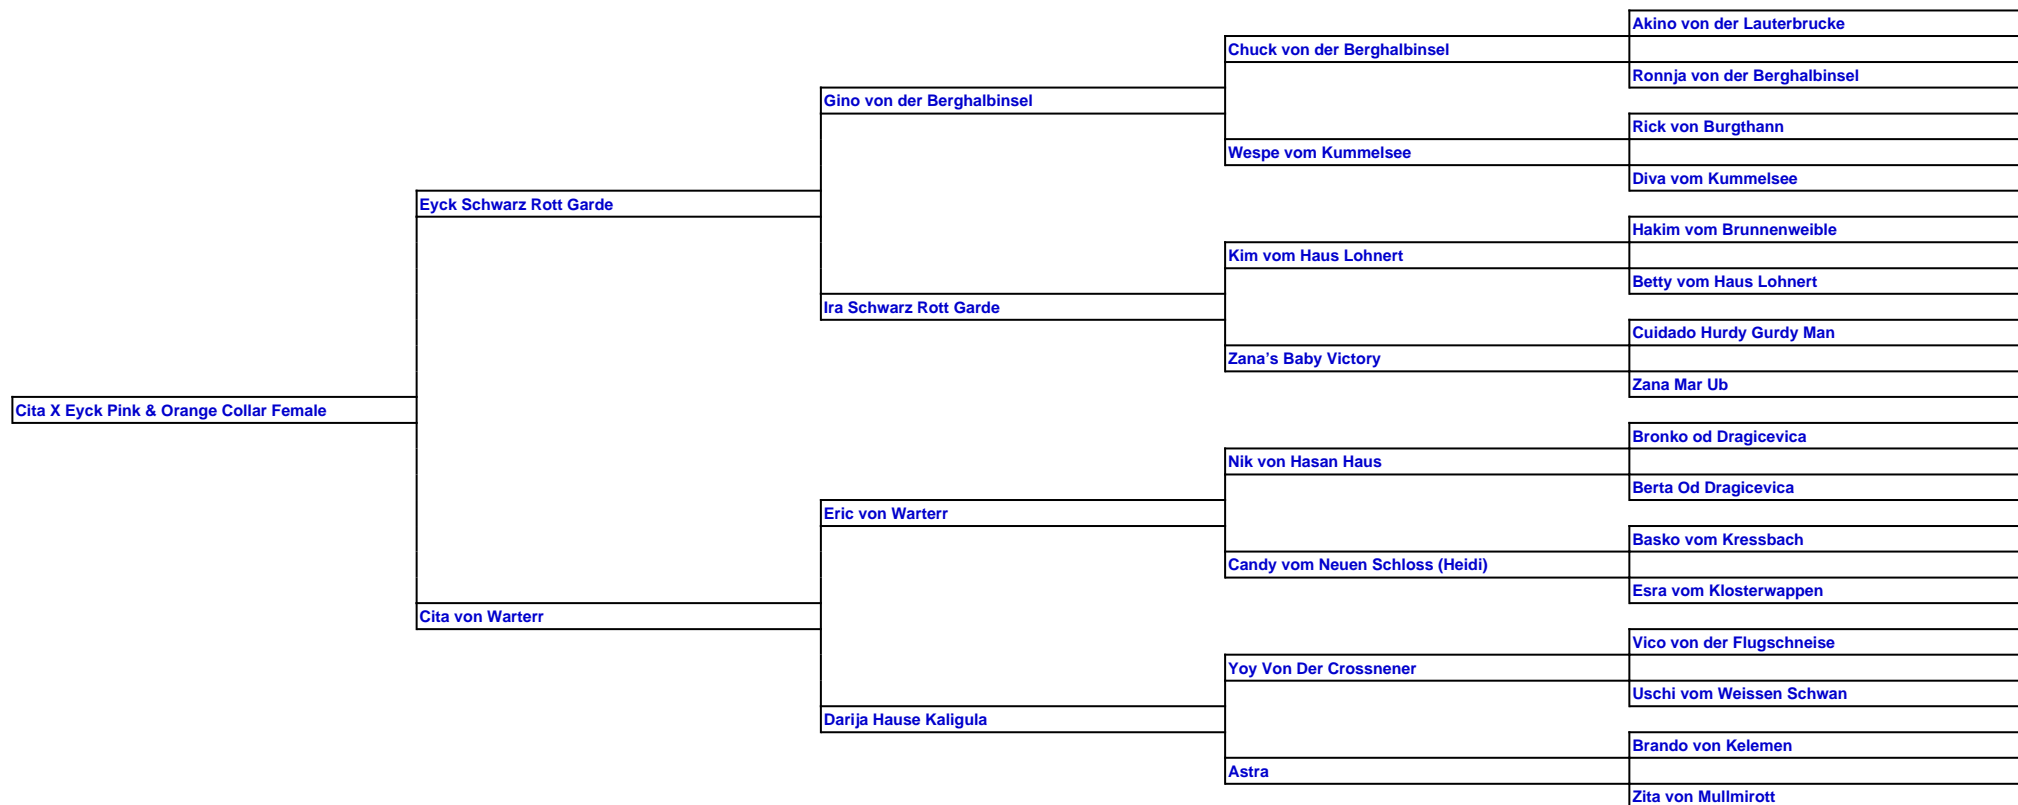 Akino von der Lauterbrucke
Chuck von der Berghalbinsel
Ronnja von der Berghalbinsel
Gino von der Berghalbinsel
Rick von Burgthann
Wespe vom Kummelsee
Diva vom Kummelsee
Eyck Schwarz Rott Garde
Hakim vom Brunnenweible
Kim vom Haus Lohnert
Betty vom Haus Lohnert
Ira Schwarz Rott Garde
Cuidado Hurdy Gurdy Man
Zana’s Baby Victory
Zana Mar Ub
Cita X Eyck Pink & Orange Collar Female
Bronko od Dragicevica
Nik von Hasan Haus
Berta Od Dragicevica
Eric von Warterr
Basko vom Kressbach
Candy vom Neuen Schloss (Heidi)
Esra vom Klosterwappen
Cita von Warterr
Vico von der Flugschneise
Yoy Von Der Crossnener
Uschi vom Weissen Schwan
Darija Hause Kaligula
Brando von Kelemen
Astra
Zita von Mullmirott